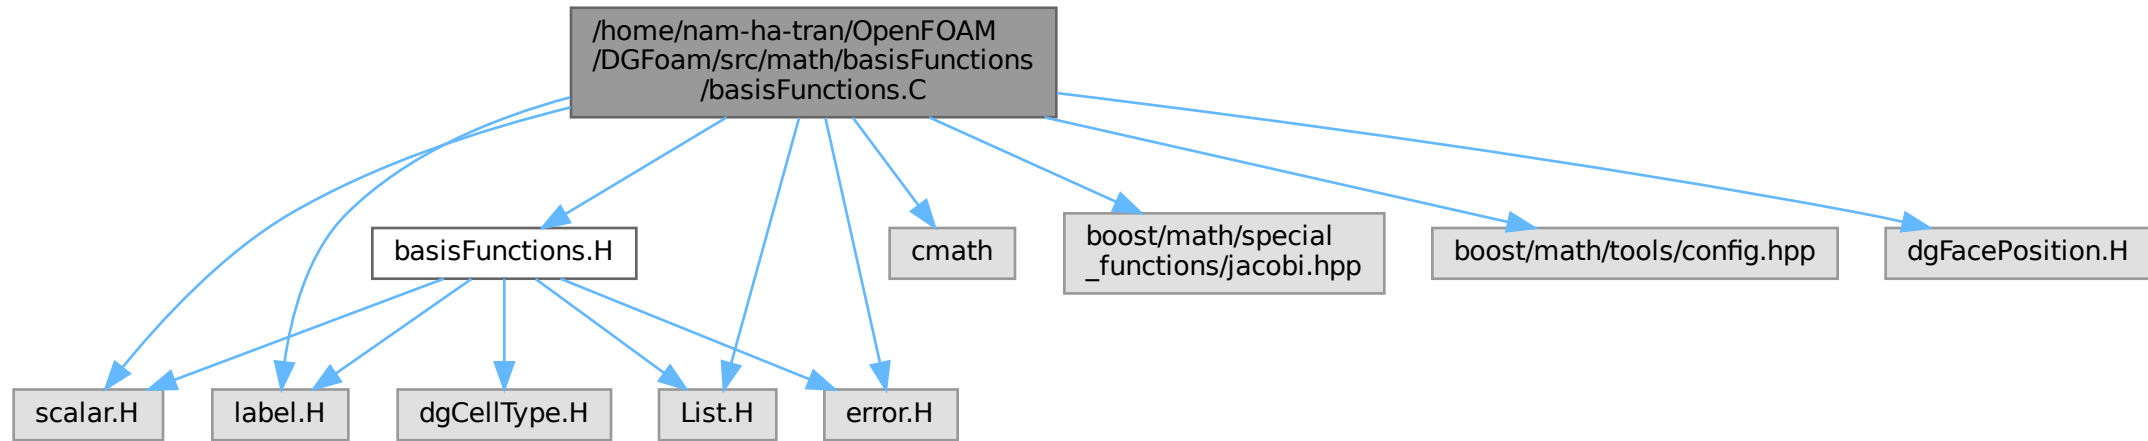 /home/nam-ha-tran/OpenFOAM
/DGFoam/src/math/basisFunctions
/basisFunctions.C
basisFunctions.H
cmath
boost/math/special
_functions/jacobi.hpp
boost/math/tools/config.hpp
dgFacePosition.H
scalar.H
label.H
dgCellType.H
List.H
error.H